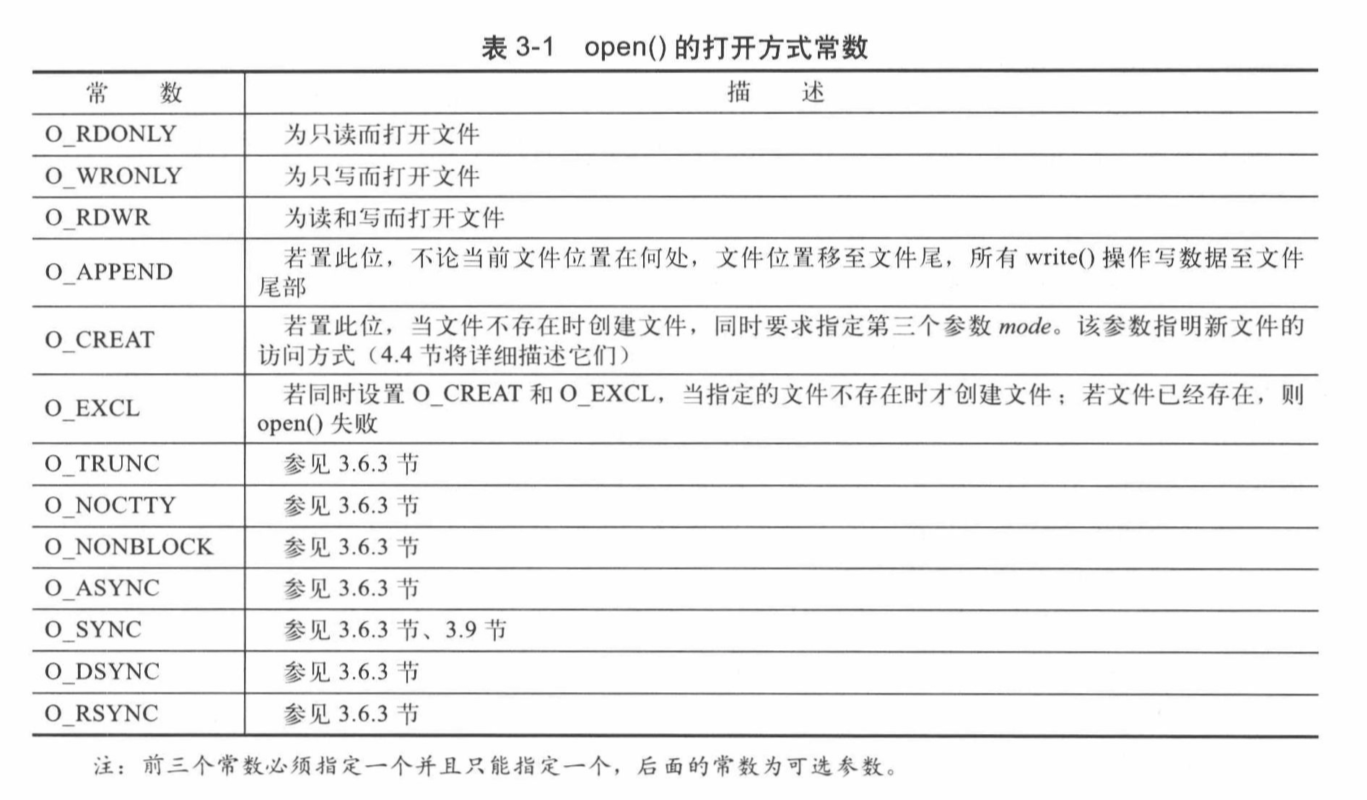 表 3-1 open() 的打开方式常数
常 数 描 述
O_RDONLY 为只读而打开文件
O_WRONLY 为只写而打开文件
O_RDWR 为读和写而打开文件
O_APPEND 若置此位，不论当前文件位置在何处，文件位置移至文件尾，所有 write() 操作写数据至文件
尾部
O_CREAT 若置此位，当文件不存在时创建文件，同时要求指定第三个参数 mode。该参数指明新文件的
访问方式（4.4 节将详细描述它们）
O_EXCL 若同时设置 O_CREAT 和 O_EXCL，当指定的文件不存在时才创建文件；若文件已经存在，则
open() 失败
O_TRUNC 参见 3.6.3 节
O_NOCTTY 参见 3.6.3 节
O_NONBLOCK 参见 3.6.3 节
O_ASYNC 参见 3.6.3 节
O_SYNC 参见 3.6.3 节、3.9 节
O_DSYNC 参见 3.6.3 节
O_RSYNC 参见 3.6.3 节
注：前三个常数必须指定一个并且只能指定一个，后面的常数为可选参数。